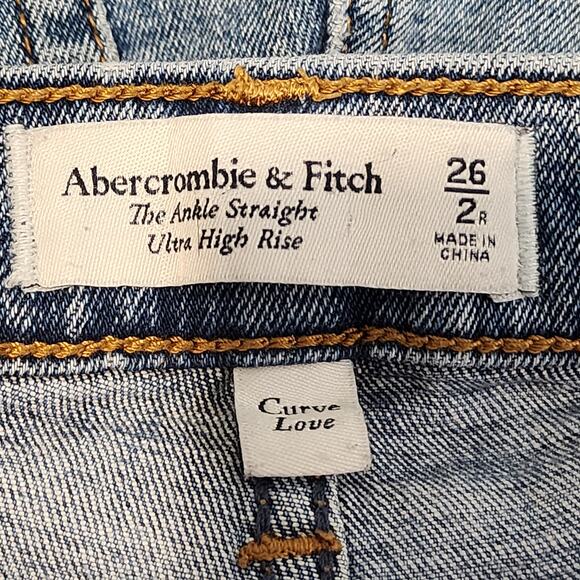 Abercrombie & Fitch
The Ankle Straight
Ultra High Rise
26
2R
MADE IN
CHINA
Curve
Love